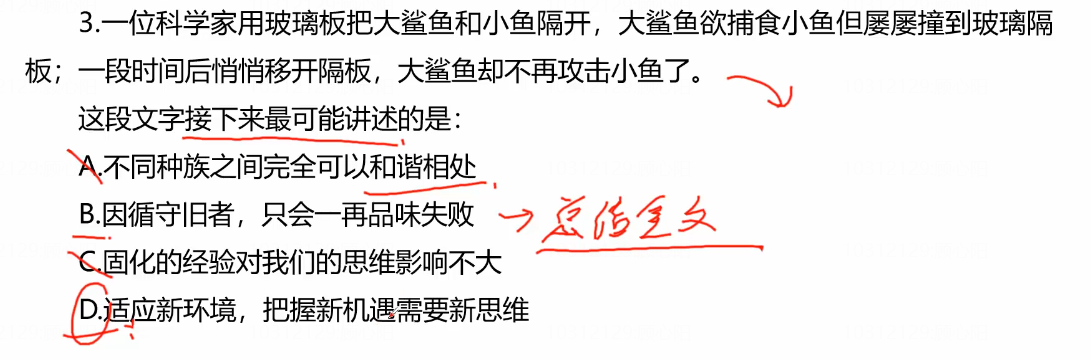 3.一位科学家用玻璃板把大鲨鱼和小鱼隔开，大鲨鱼欲捕食小鱼但屡屡撞到玻璃隔
板；一段时间后悄悄移开隔板，大鲨鱼却不再攻击小鱼了。
这段文字接下来最可能讲述的是：
A.不同种族之间完全可以和谐相处
B.因循守旧者，只会一再品味失败 → 总结全文
C.固化的经验对我们的思维影响不大
D.适应新环境，把握新机遇需要新思维